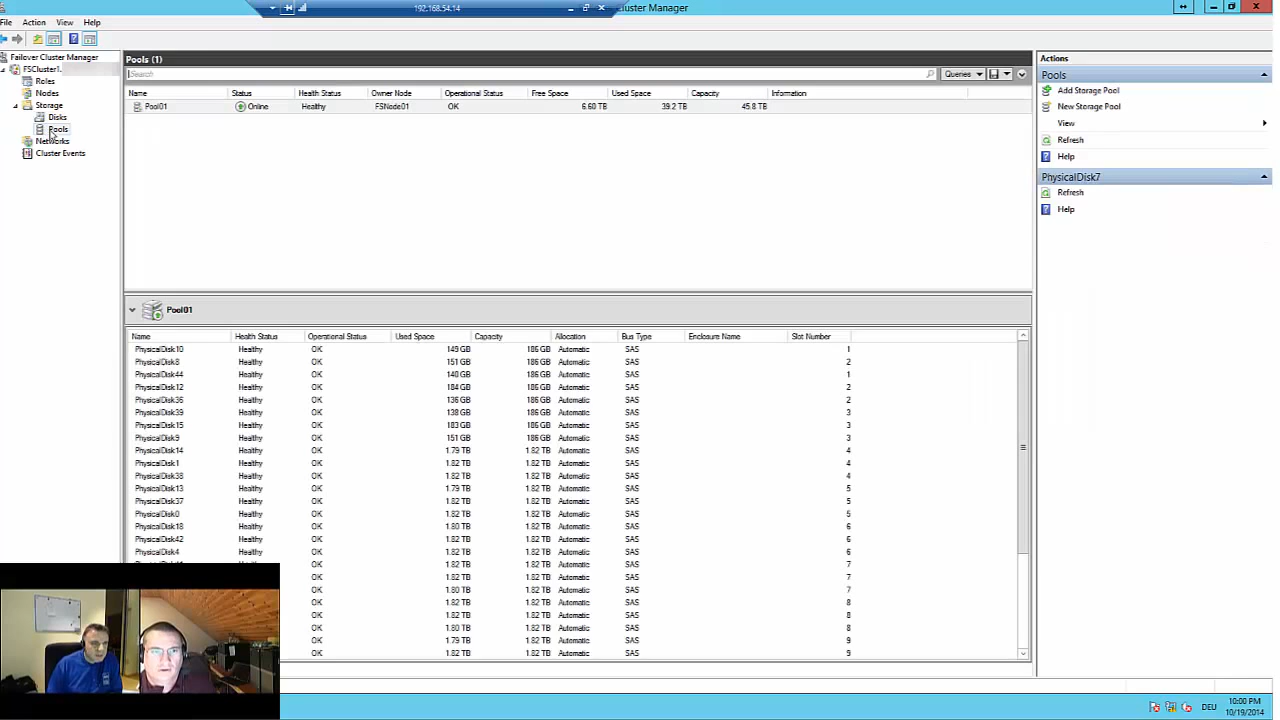 192.168.54.14
Cluster Manager
File Action View Help
Failover Cluster Manager
FSCluster1.
Roles
Nodes
Storage
Disks
Pools
Networks
Cluster Events
Pools (1)
Search
Queries
Name Status Health Status Owner Node Operational Status Free Space Used Space Capacity Information
Pool01 Online Healthy FSNode01 OK 6.60 TB 39.2 TB 45.8 TB
Pool01
Name Health Status Operational Status Used Space Capacity Allocation Bus Type Enclosure Name Slot Number
PhysicalDisk10 Healthy OK 149 GB 186 GB Automatic SAS 1
PhysicalDisk8 Healthy OK 151 GB 186 GB Automatic SAS 2
PhysicalDisk44 Healthy OK 140 GB 186 GB Automatic SAS 1
PhysicalDisk12 Healthy OK 184 GB 186 GB Automatic SAS 2
PhysicalDisk36 Healthy OK 136 GB 186 GB Automatic SAS 2
PhysicalDisk39 Healthy OK 138 GB 186 GB Automatic SAS 3
PhysicalDisk15 Healthy OK 183 GB 186 GB Automatic SAS 3
PhysicalDisk9 Healthy OK 151 GB 186 GB Automatic SAS 3
PhysicalDisk14 Healthy OK 1.79 TB 1.82 TB Automatic SAS 4
PhysicalDisk1 Healthy OK 1.82 TB 1.82 TB Automatic SAS 4
PhysicalDisk38 Healthy OK 1.82 TB 1.82 TB Automatic SAS 4
PhysicalDisk13 Healthy OK 1.79 TB 1.82 TB Automatic SAS 5
PhysicalDisk37 Healthy OK 1.82 TB 1.82 TB Automatic SAS 5
PhysicalDisk0 Healthy OK 1.82 TB 1.82 TB Automatic SAS 5
PhysicalDisk18 Healthy OK 1.80 TB 1.82 TB Automatic SAS 6
PhysicalDisk42 Healthy OK 1.82 TB 1.82 TB Automatic SAS 6
PhysicalDisk4 Healthy OK 1.82 TB 1.82 TB Automatic SAS 6
OK 1.82 TB 1.82 TB Automatic SAS 7
OK 1.82 TB 1.82 TB Automatic SAS 7
OK 1.80 TB 1.82 TB Automatic SAS 7
OK 1.82 TB 1.82 TB Automatic SAS 8
OK 1.82 TB 1.82 TB Automatic SAS 8
OK 1.80 TB 1.82 TB Automatic SAS 8
OK 1.79 TB 1.82 TB Automatic SAS 9
OK 1.82 TB 1.82 TB Automatic SAS 9
Actions
Pools
Add Storage Pool
New Storage Pool
View
Refresh
Help
PhysicalDisk7
Refresh
Help
DEU
10:00 PM
10/19/2014